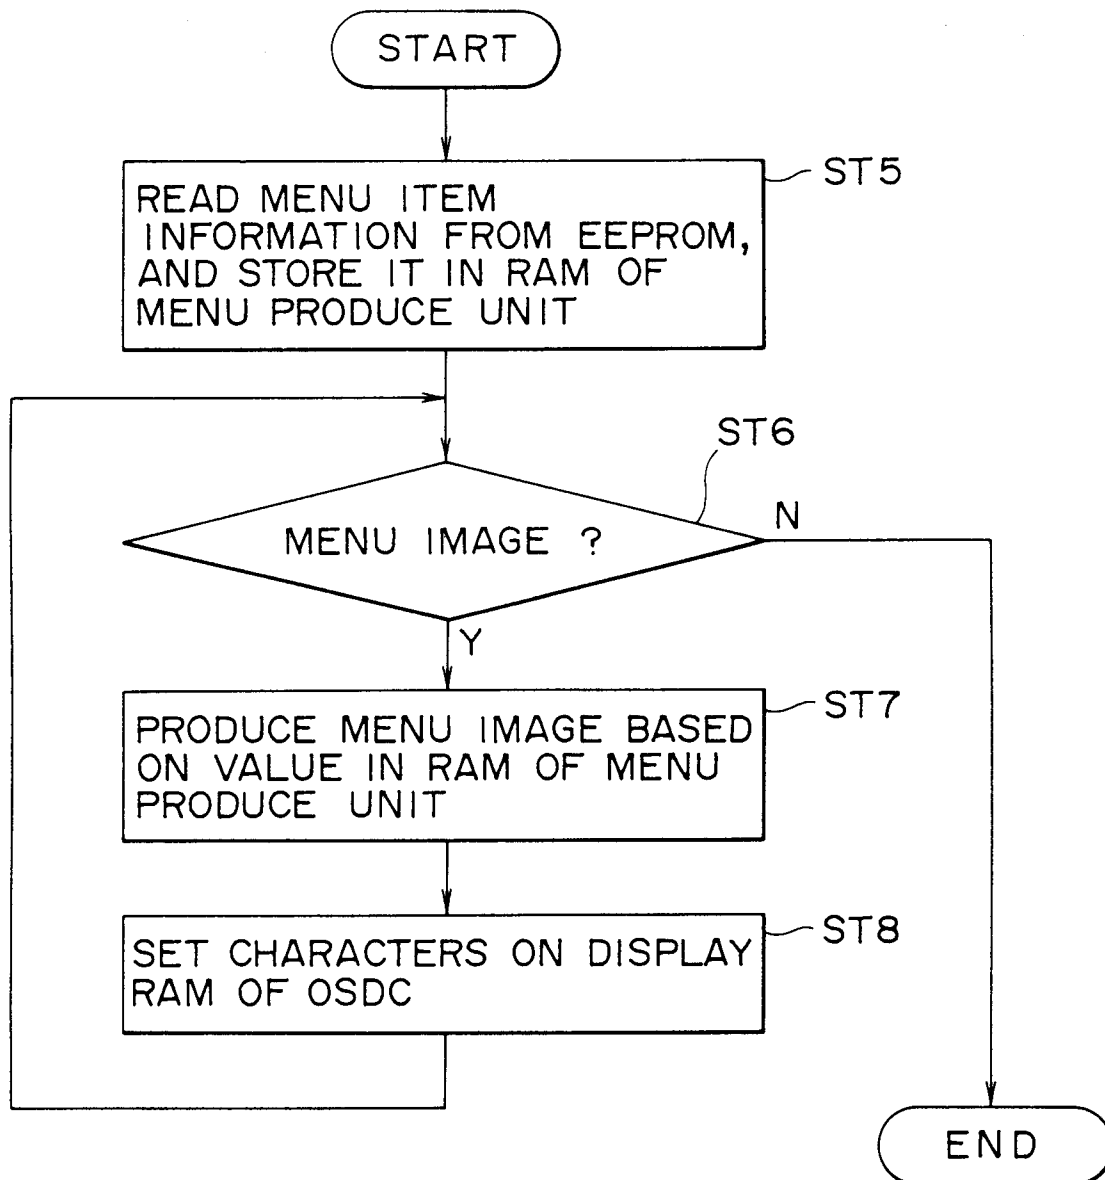 START
ST5
READ MENU ITEM
INFORMATION FROM EEPROM,
AND STORE IT IN RAM OF
MENU PRODUCE UNIT
ST6
MENU IMAGE ?
N
Y
ST7
PRODUCE MENU IMAGE BASED
ON VALUE IN RAM OF MENU
PRODUCE UNIT
ST8
SET CHARACTERS ON DISPLAY
RAM OF OSDC
END